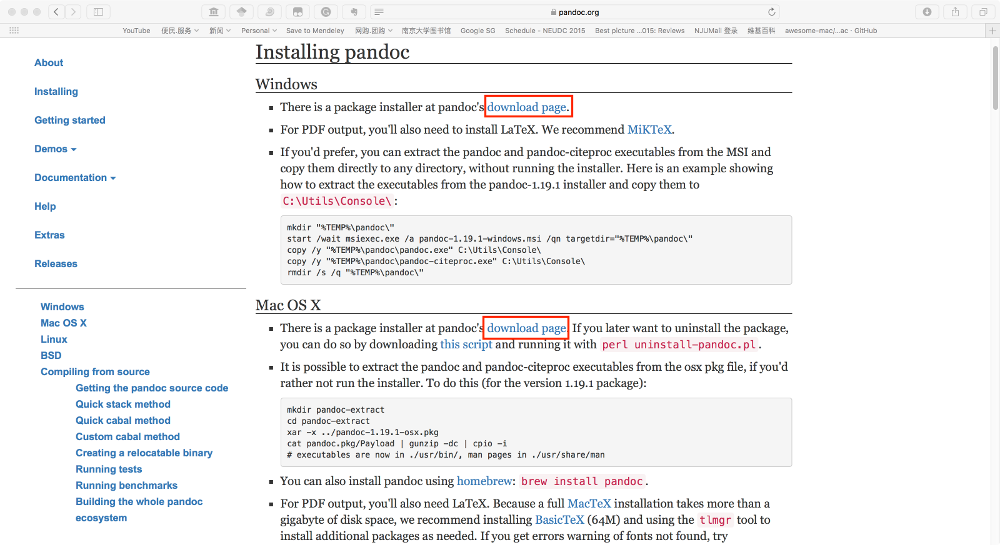 pandoc.org
YouTube 便民.服务 新闻 Personal Save to Mendeley 网购.团购 南京大学图书馆 Google SG Schedule - NEUDC 2015 Best picture ...015: Reviews NJUMail 登录 维基百科 awesome-mac/...ac · GitHub
About
Installing
Getting started
Demos
Documentation
Help
Extras
Releases
Windows
Mac OS X
Linux
BSD
Compiling from source
Getting the pandoc source code
Quick stack method
Quick cabal method
Custom cabal method
Creating a relocatable binary
Running tests
Running benchmarks
Building the whole pandoc
ecosystem
Installing pandoc
Windows
There is a package installer at pandoc's download page.
For PDF output, you'll also need to install LaTeX. We recommend MiKTeX.
If you'd prefer, you can extract the pandoc and pandoc-citeproc executables from the MSI and
copy them directly to any directory, without running the installer. Here is an example showing
how to extract the executables from the pandoc-1.19.1 installer and copy them to
C:\Utils\Console\:
mkdir "%TEMP%\pandoc\"
start /wait msiexec.exe /a pandoc-1.19.1-windows.msi /qn targetdir="%TEMP%\pandoc\"
copy /y "%TEMP%\pandoc\pandoc.exe" C:\Utils\Console\
copy /y "%TEMP%\pandoc\pandoc-citeproc.exe" C:\Utils\Console\
rmdir /s /q "%TEMP%\pandoc\"
Mac OS X
There is a package installer at pandoc's download page. If you later want to uninstall the package,
you can do so by downloading this script and running it with perl uninstall-pandoc.pl.
It is possible to extract the pandoc and pandoc-citeproc executables from the osx pkg file, if you'd
rather not run the installer. To do this (for the version 1.19.1 package):
mkdir pandoc-extract
cd pandoc-extract
xar -x ../pandoc-1.19.1-osx.pkg
cat pandoc.pkg/Payload | gunzip -dc | cpio -i
# executables are now in ./usr/bin/, man pages in ./usr/share/man
You can also install pandoc using homebrew: brew install pandoc.
For PDF output, you'll also need LaTeX. Because a full MacTeX installation takes more than a
gigabyte of disk space, we recommend installing BasicTeX (64M) and using the tlmgr tool to
install additional packages as needed. If you get errors warning of fonts not found, try